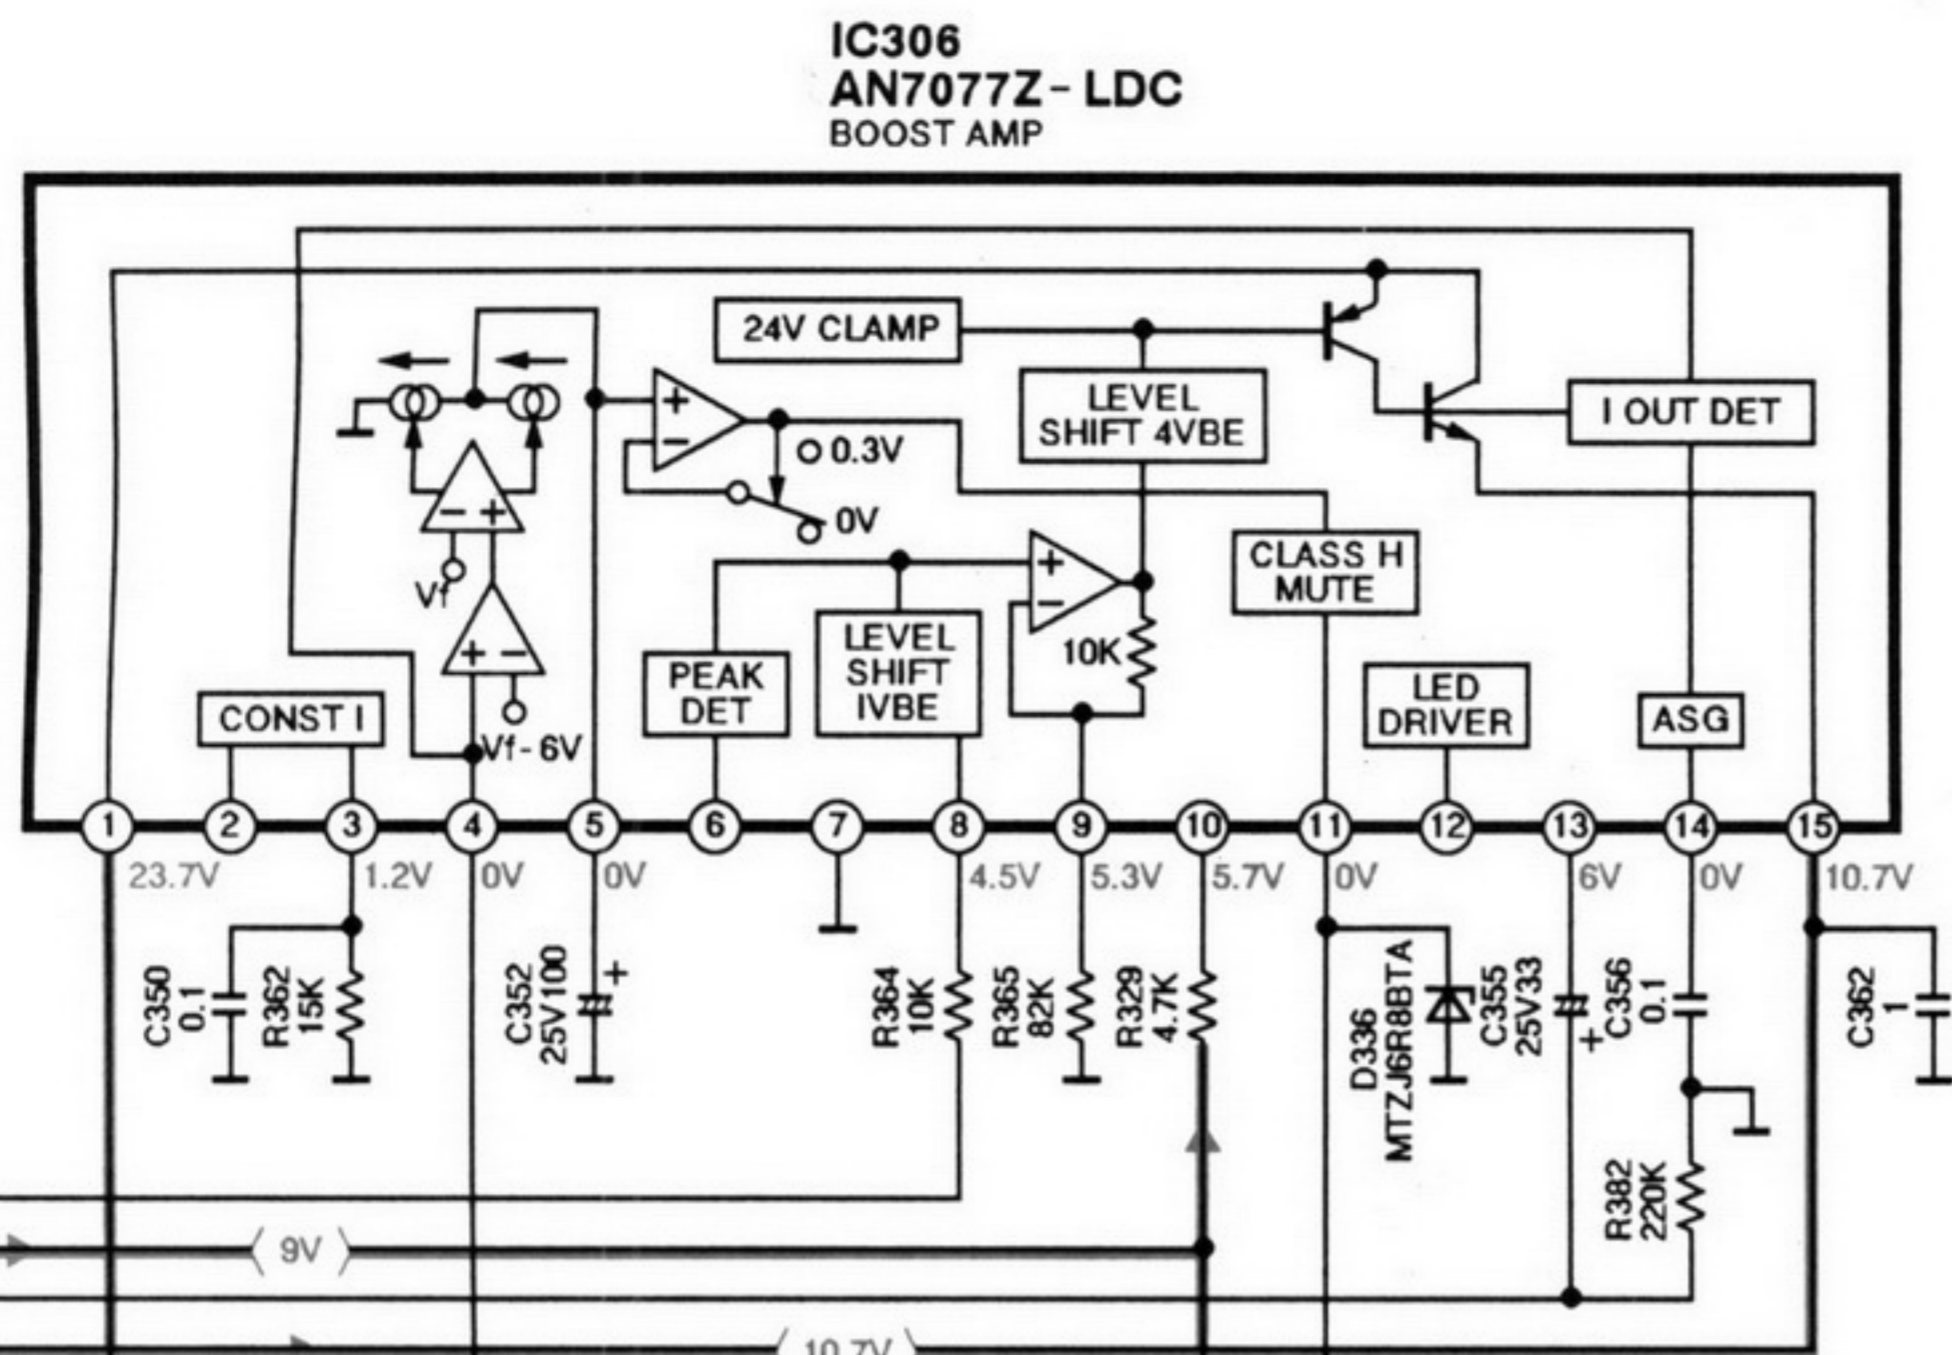 IC306
AN7077Z-LDC
BOOST AMP
24V CLAMP
LEVEL
SHIFT 4VBE
I OUT DET
+
−
0.3V
0V
− +
Vf
+ −
Vf-6V
CONST I
PEAK
DET
LEVEL
SHIFT
IVBE
+
−
10K
CLASS H
MUTE
LED
DRIVER
ASG
1 2 3 4 5 6 7 8 9 10 11 12 13 14 15
23.7V 1.2V 0V 0V 4.5V 5.3V 5.7V 0V 6V 0V 10.7V
C350
0.1
R362
15K
C352
25V100
+
R364
10K
R365
82K
R329
4.7K
D336
MTZJ6R8BTA
C355
25V33
+
C356
0.1
C362
1
R382
220K
9V
10.7V